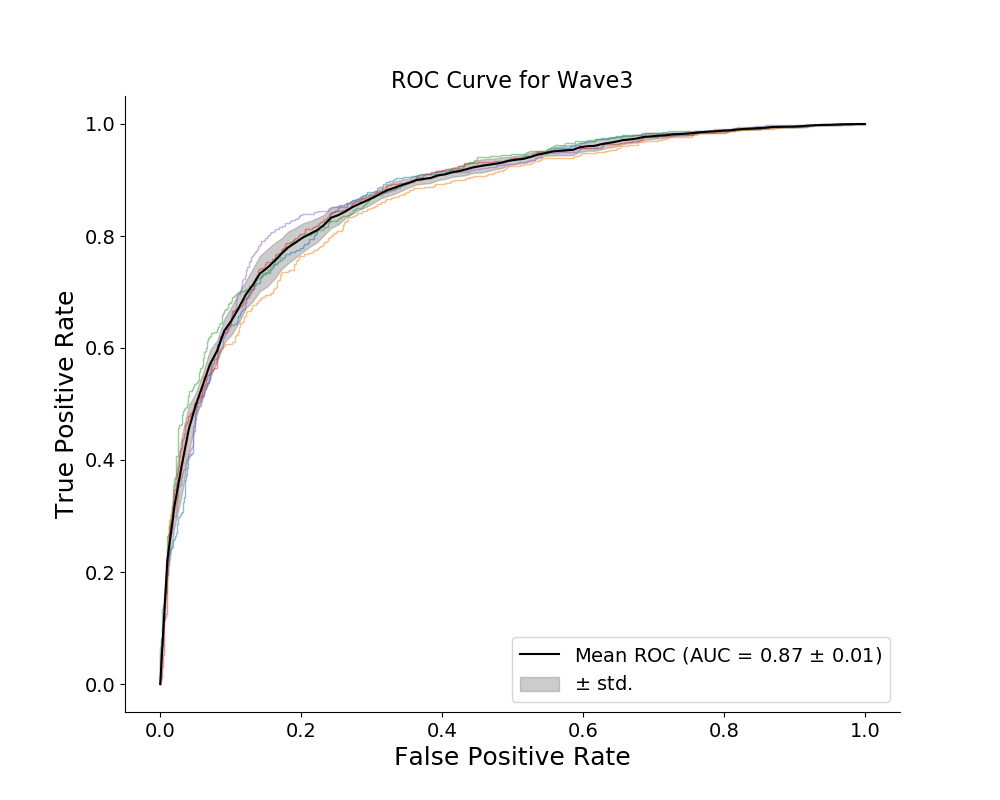 ROC Curve for Wave3
True Positive Rate
1.0
0.8
0.6
0.4
0.2
0.0
Mean ROC (AUC = 0.87 ± 0.01)
± std.
0.0 0.2 0.4 0.6 0.8 1.0
False Positive Rate